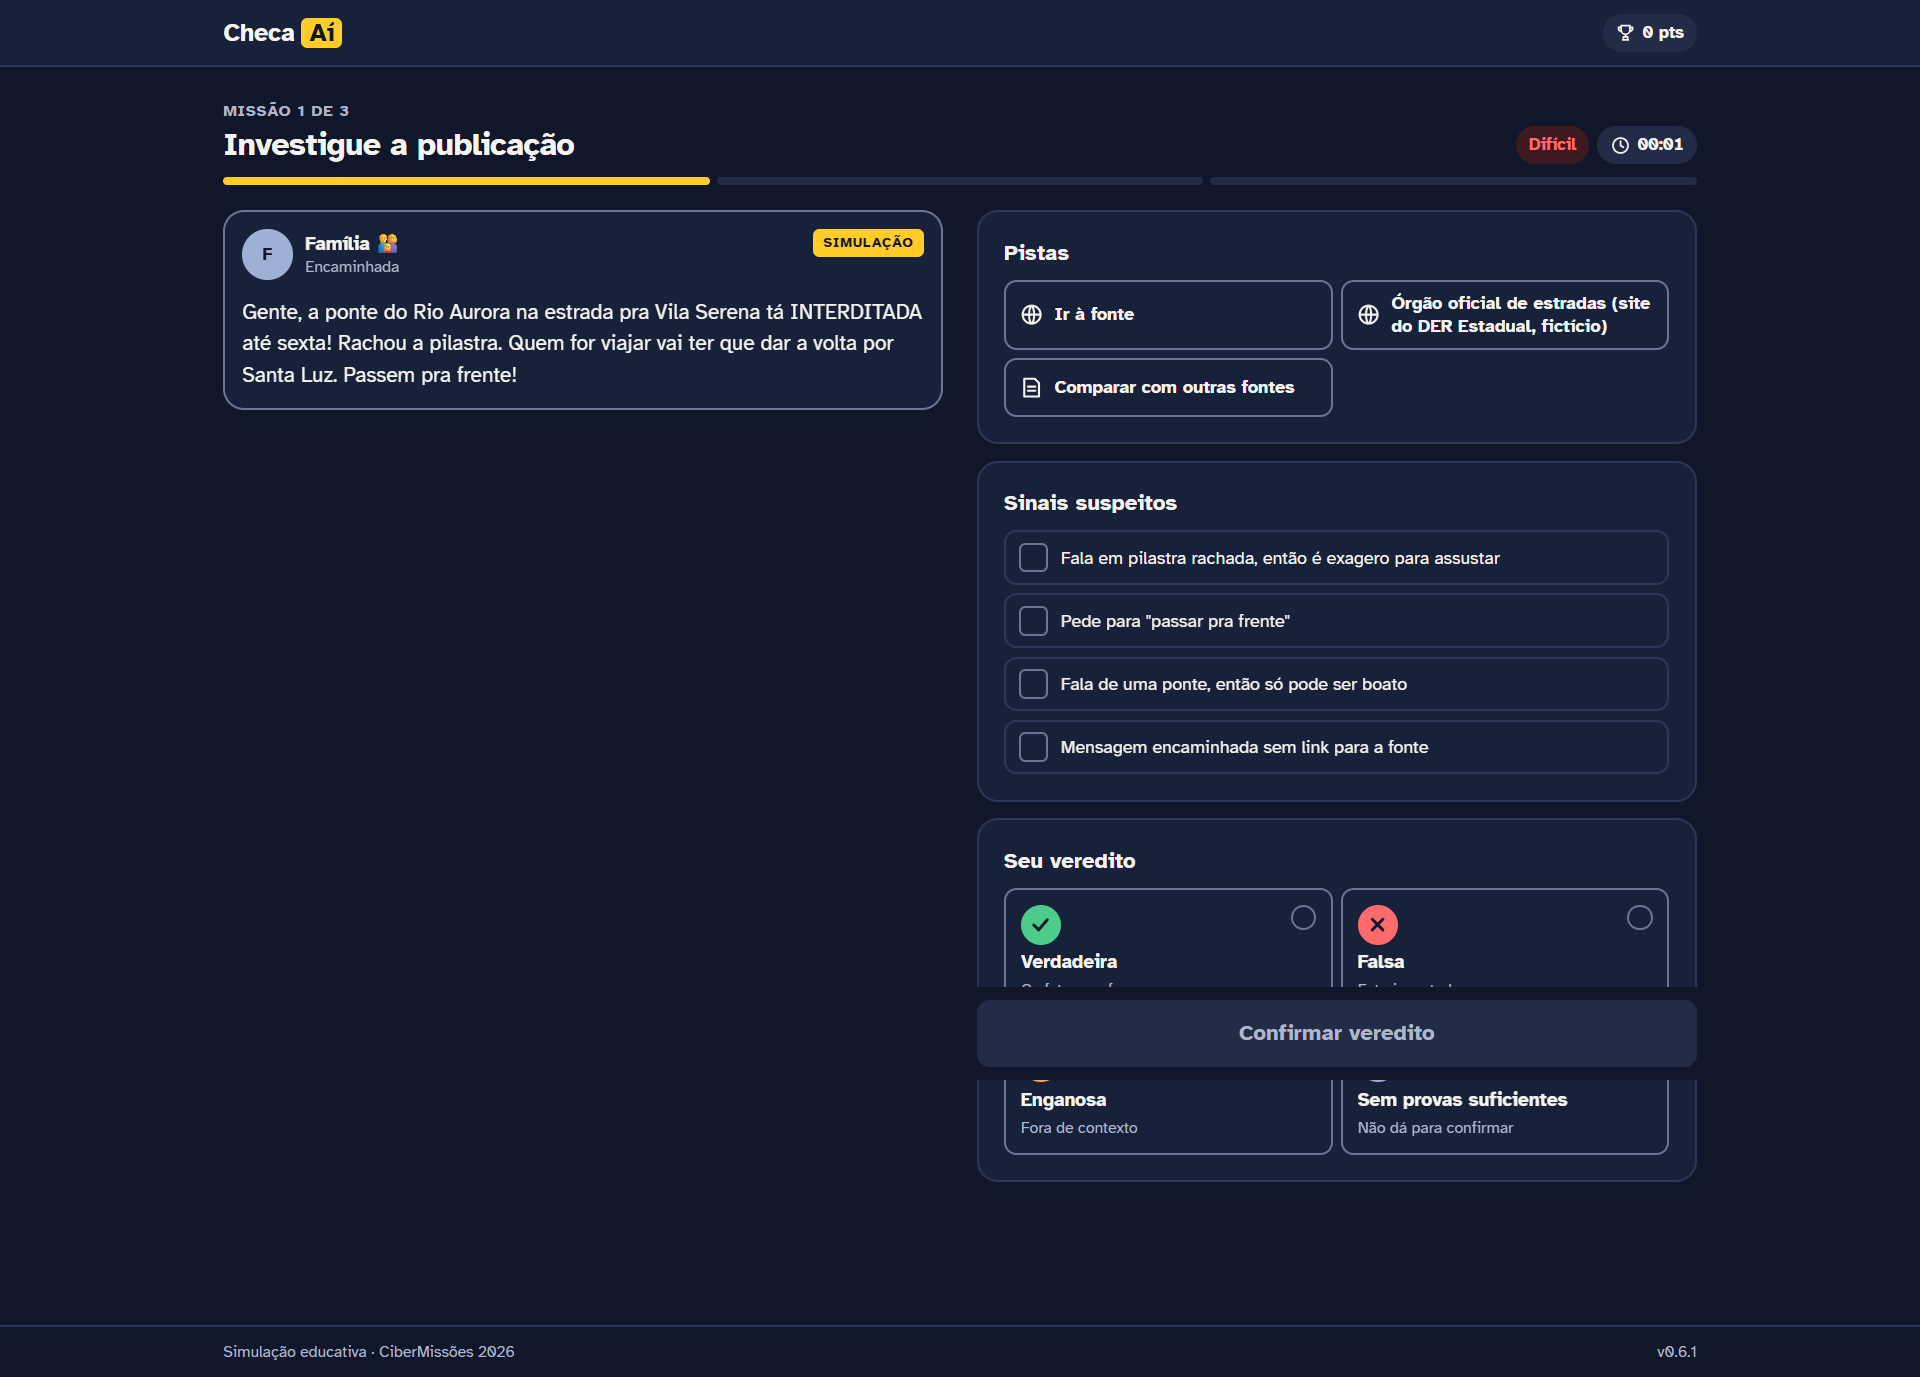 Checa Aí
0 pts
MISSÃO 1 DE 3
Investigue a publicação
Difícil
00:01
F
Família
Encaminhada
SIMULAÇÃO
Gente, a ponte do Rio Aurora na estrada pra Vila Serena tá INTERDITADA
até sexta! Rachou a pilastra. Quem for viajar vai ter que dar a volta por
Santa Luz. Passem pra frente!
Pistas
Ir à fonte
Órgão oficial de estradas (site
do DER Estadual, fictício)
Comparar com outras fontes
Sinais suspeitos
Fala em pilastra rachada, então é exagero para assustar
Pede para "passar pra frente"
Fala de uma ponte, então só pode ser boato
Mensagem encaminhada sem link para a fonte
Seu veredito
Verdadeira
Falsa
Confirmar veredito
Enganosa
Fora de contexto
Sem provas suficientes
Não dá para confirmar
Simulação educativa · CiberMissões 2026
v0.6.1